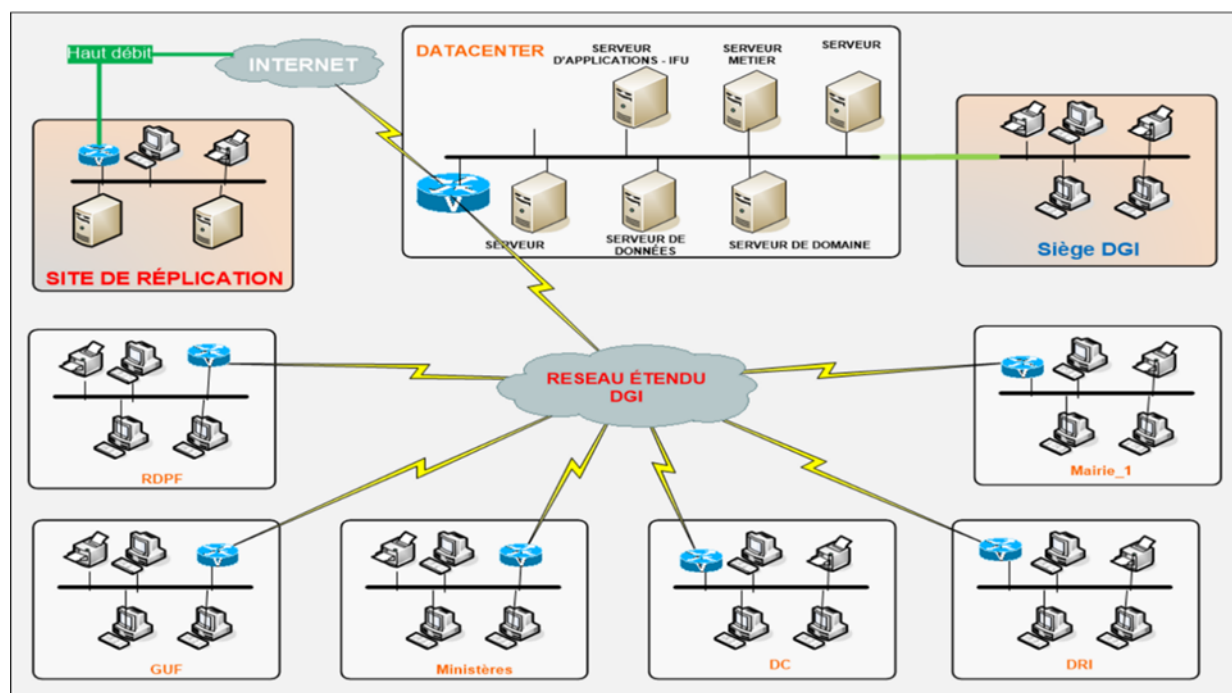 Haut débit
INTERNET
DATACENTER
SERVEUR
D'APPLICATIONS - IFU
SERVEUR
METIER
SERVEUR
V
V
SERVEUR
SERVEUR DE
DONNÉES
SERVEUR DE DOMAINE
SITE DE RÉPLICATION
Siège DGI
V
RESEAU ÉTENDU
DGI
V
RDPF
Mairie_1
V
V
V
V
GUF
Ministères
DC
DRI